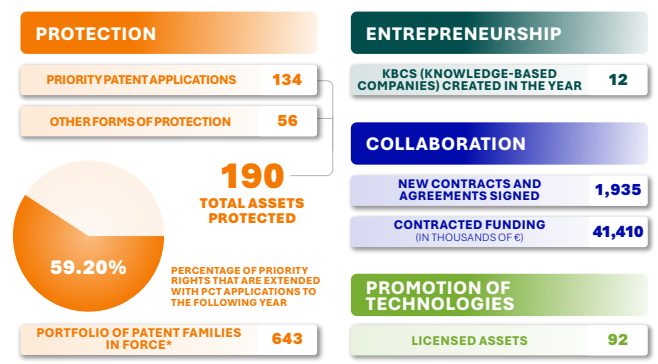 PROTECTION
PRIORITY PATENT APPLICATIONS 134
OTHER FORMS OF PROTECTION 56
190
TOTAL ASSETS
PROTECTED
59.20%
PERCENTAGE OF PRIORITY
RIGHTS THAT ARE EXTENDED
WITH PCT APPLICATIONS TO
THE FOLLOWING YEAR
PORTFOLIO OF PATENT FAMILIES
IN FORCE* 643
ENTREPRENEURSHIP
KBCS (KNOWLEDGE-BASED
COMPANIES) CREATED IN THE YEAR 12
COLLABORATION
NEW CONTRACTS AND
AGREEMENTS SIGNED 1,935
CONTRACTED FUNDING
(IN THOUSANDS OF €) 41,410
PROMOTION OF
TECHNOLOGIES
LICENSED ASSETS 92